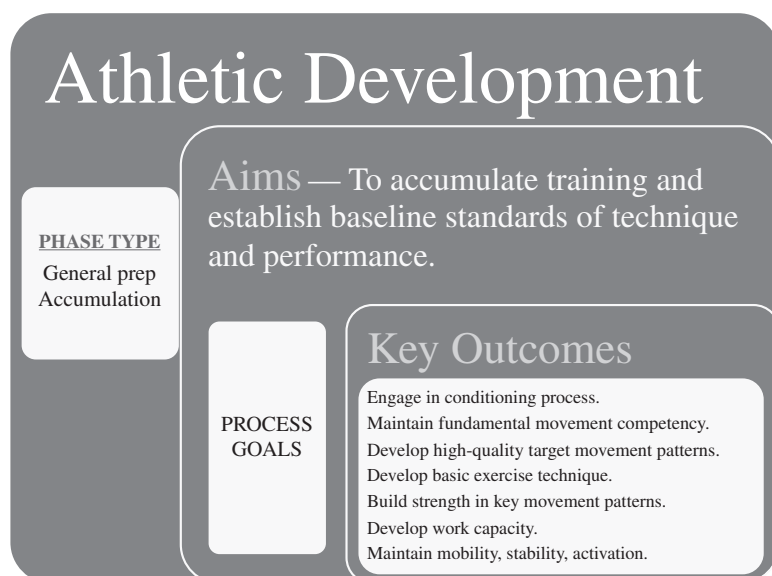 Athletic Development
PHASE TYPE
General prep
Accumulation
Aims — To accumulate training and
establish baseline standards of technique
and performance.
PROCESS
GOALS
Key Outcomes
Engage in conditioning process.
Maintain fundamental movement competency.
Develop high-quality target movement patterns.
Develop basic exercise technique.
Build strength in key movement patterns.
Develop work capacity.
Maintain mobility, stability, activation.